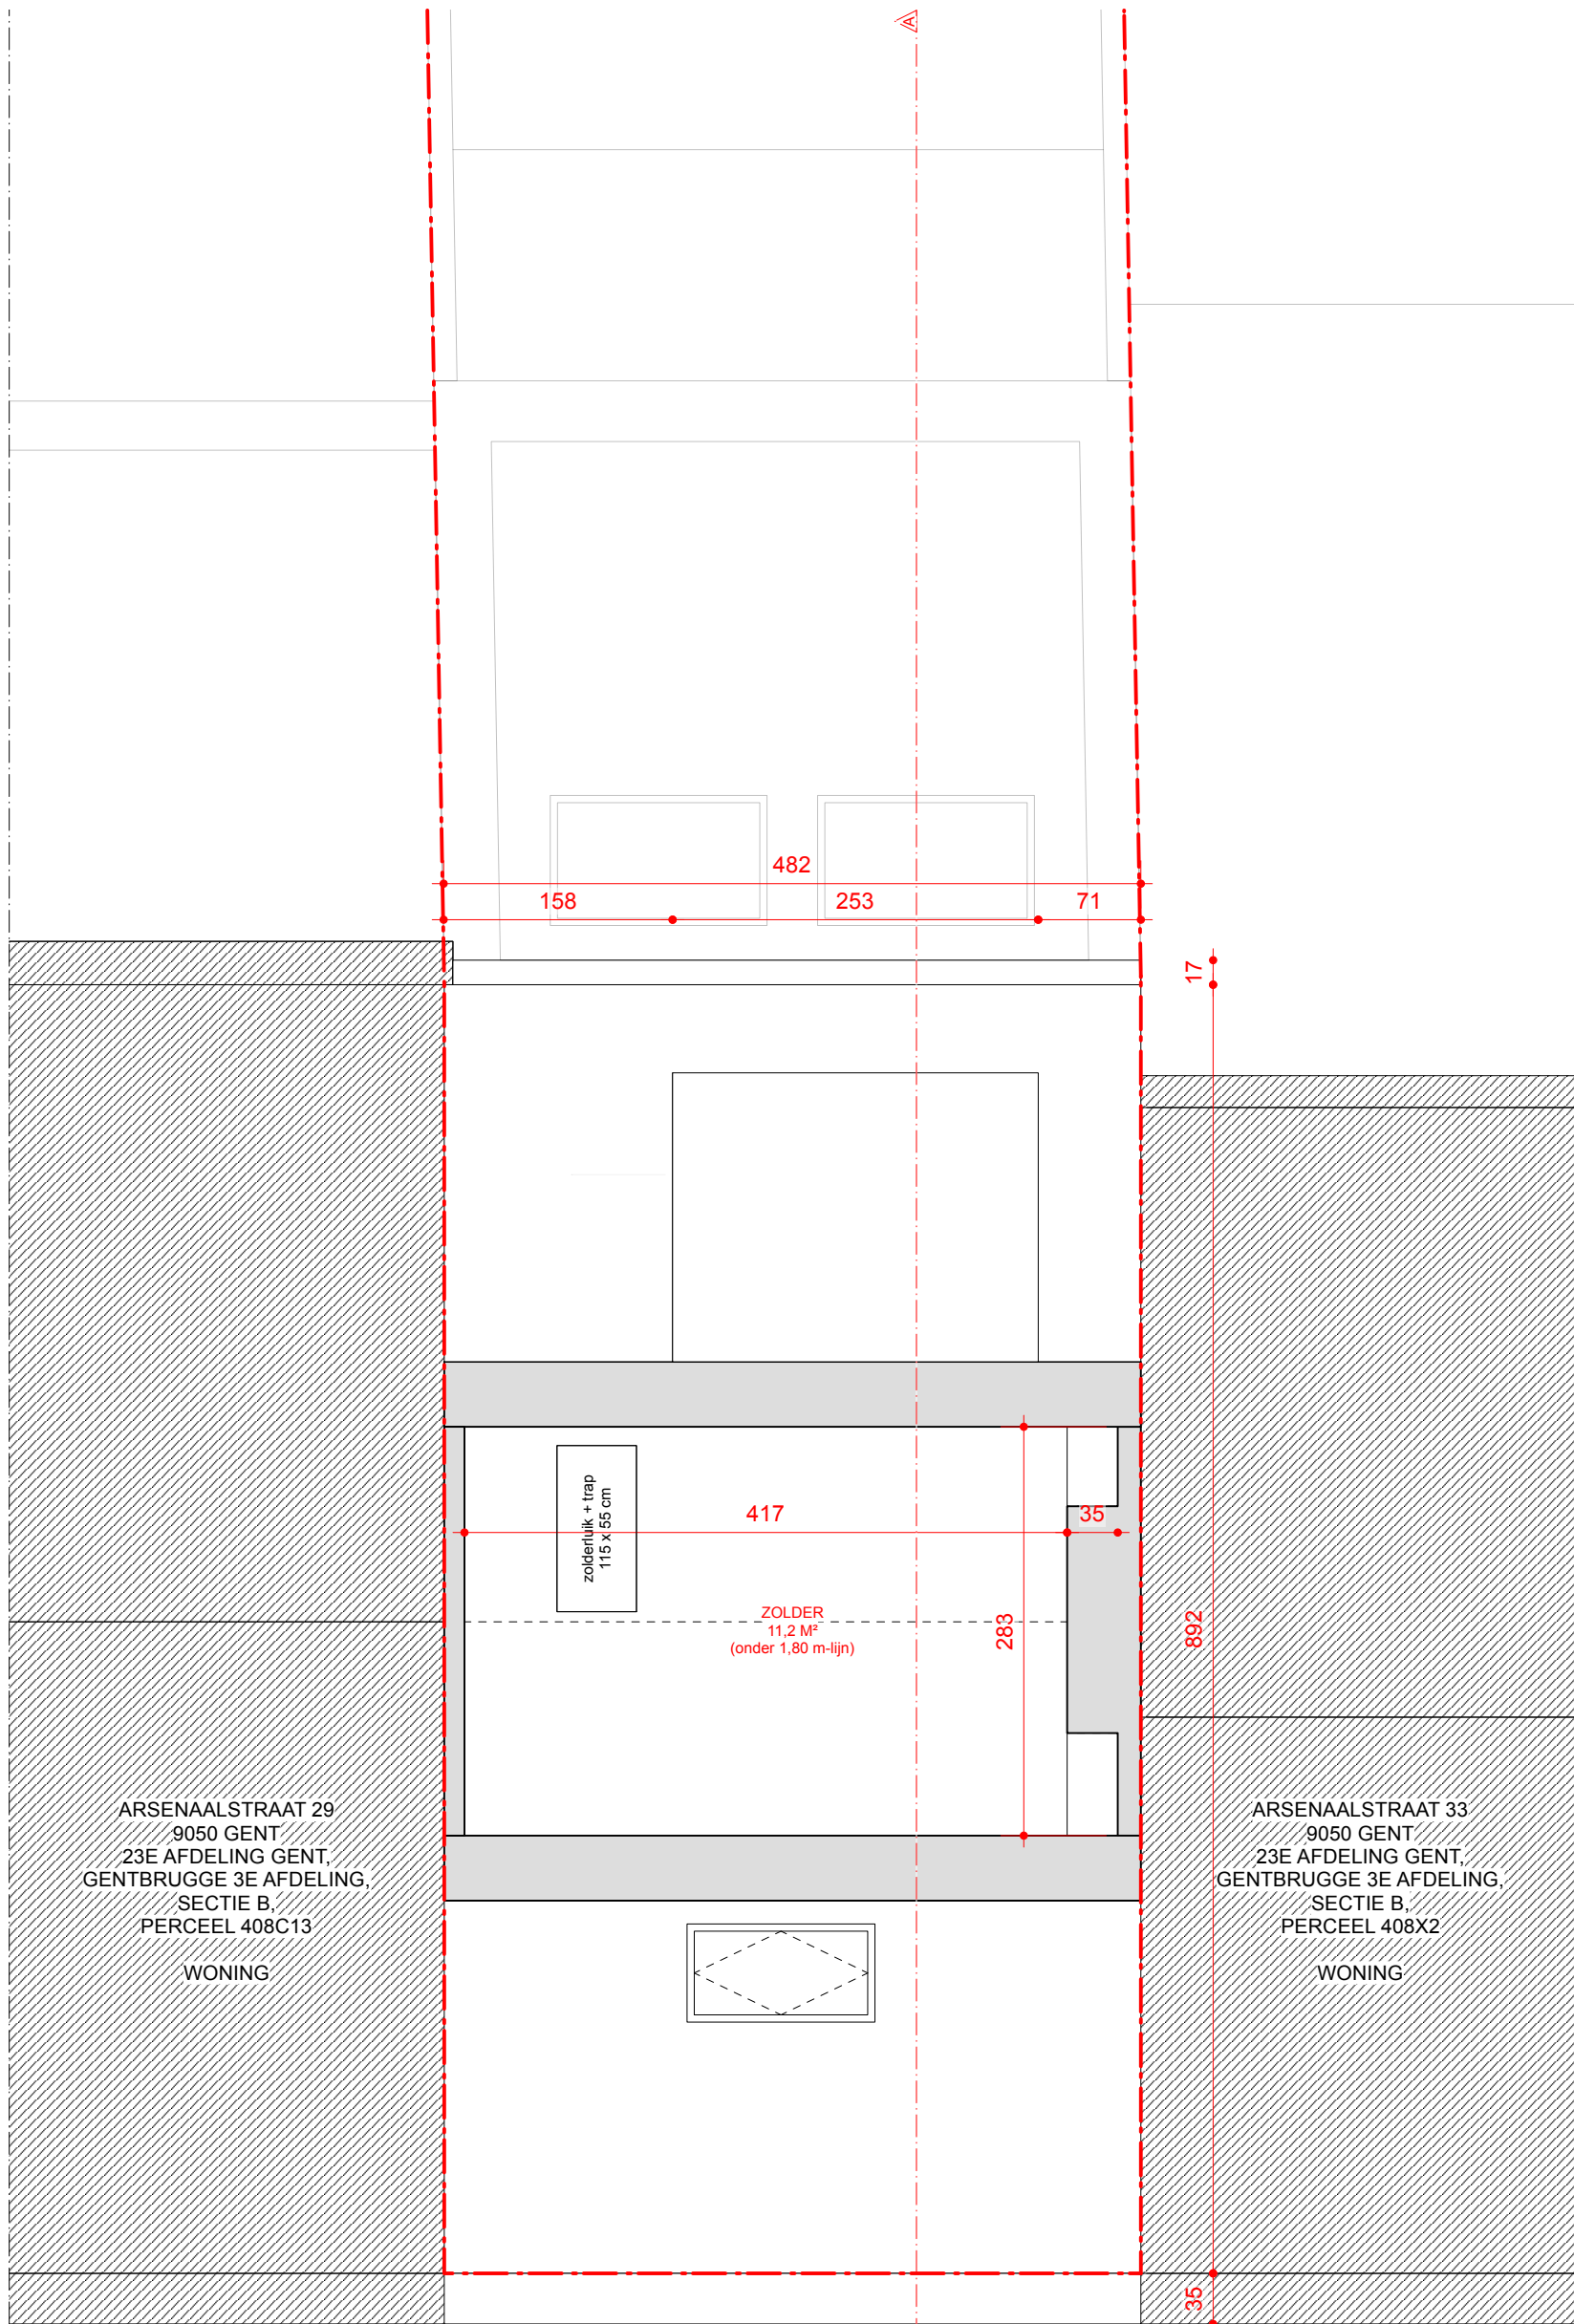 A
482
158
253
71
17
zolderluik + trap
115 x 55 cm
417
35
ZOLDER
11,2 M²
(onder 1,80 m-lijn)
283
892
ARSENAALSTRAAT 29
9050 GENT
23E AFDELING GENT,
GENTBRUGGE 3E AFDELING,
SECTIE B,
PERCEEL 408C13
WONING
ARSENAALSTRAAT 33
9050 GENT
23E AFDELING GENT,
GENTBRUGGE 3E AFDELING,
SECTIE B,
PERCEEL 408X2
WONING
35